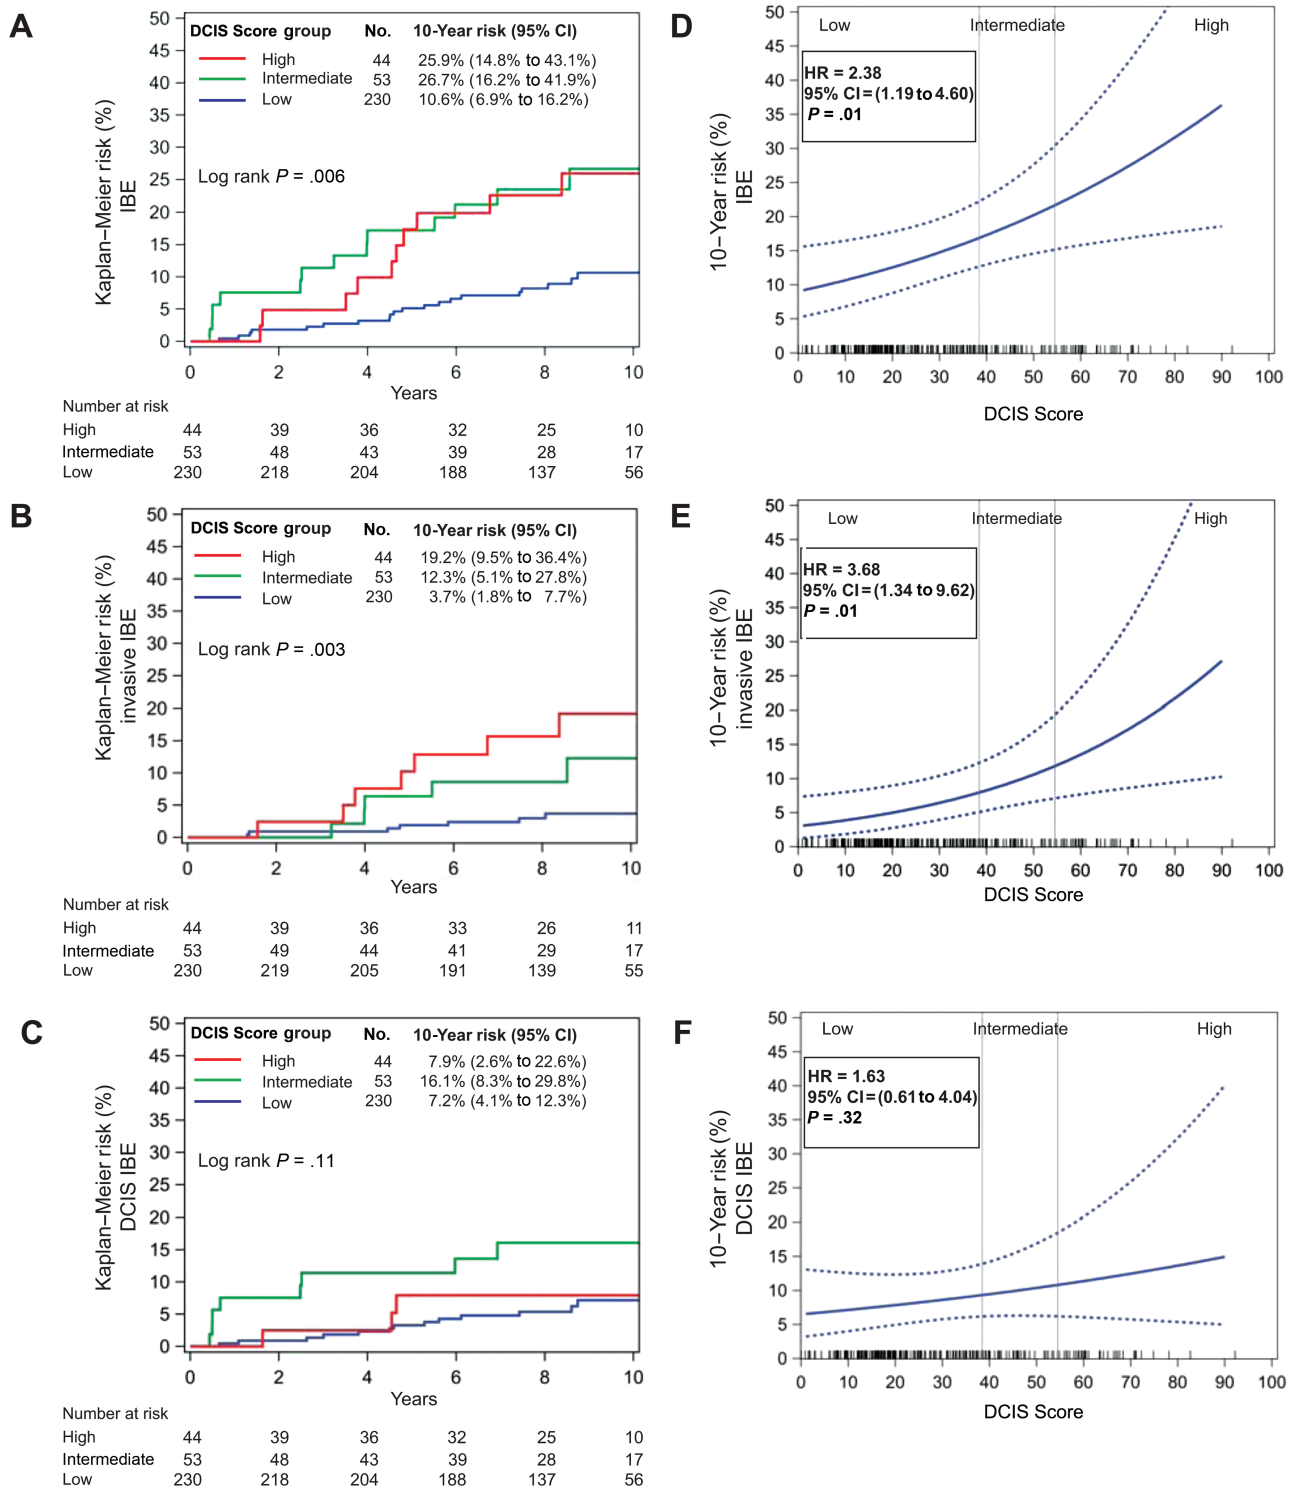 A
DCIS Score group No. 10-Year risk (95% CI)
High 44 25.9% (14.8% to 43.1%)
Intermediate 53 26.7% (16.2% to 41.9%)
Low 230 10.6% (6.9% to 16.2%)
Log rank P = .006
Kaplan–Meier risk (%)
IBE
50
45
40
35
30
25
20
15
10
5
0
0 2 4 6 8 10
Years
Number at risk
High 44 39 36 32 25 10
Intermediate 53 48 43 39 28 17
Low 230 218 204 188 137 56
D
Low Intermediate High
HR = 2.38
95% CI = (1.19 to 4.60)
P = .01
10–Year risk (%)
IBE
50
45
40
35
30
25
20
15
10
5
0
0 10 20 30 40 50 60 70 80 90 100
DCIS Score
B
DCIS Score group No. 10-Year risk (95% CI)
High 44 19.2% (9.5% to 36.4%)
Intermediate 53 12.3% (5.1% to 27.8%)
Low 230 3.7% (1.8% to 7.7%)
Log rank P = .003
Kaplan–Meier risk (%)
invasive IBE
50
45
40
35
30
25
20
15
10
5
0
0 2 4 6 8 10
Years
Number at risk
High 44 39 36 33 26 11
Intermediate 53 49 44 41 29 17
Low 230 219 205 191 139 55
E
Low Intermediate High
HR = 3.68
95% CI = (1.34 to 9.62)
P = .01
10–Year risk (%)
invasive IBE
50
45
40
35
30
25
20
15
10
5
0
0 10 20 30 40 50 60 70 80 90 100
DCIS Score
C
DCIS Score group No. 10-Year risk (95% CI)
High 44 7.9% (2.6% to 22.6%)
Intermediate 53 16.1% (8.3% to 29.8%)
Low 230 7.2% (4.1% to 12.3%)
Log rank P = .11
Kaplan–Meier risk (%)
DCIS IBE
50
45
40
35
30
25
20
15
10
5
0
0 2 4 6 8 10
Years
Number at risk
High 44 39 36 32 25 10
Intermediate 53 48 43 39 28 17
Low 230 218 204 188 137 56
F
Low Intermediate High
HR = 1.63
95% CI = (0.61 to 4.04)
P = .32
10–Year risk (%)
DCIS IBE
50
45
40
35
30
25
20
15
10
5
0
0 10 20 30 40 50 60 70 80 90 100
DCIS Score